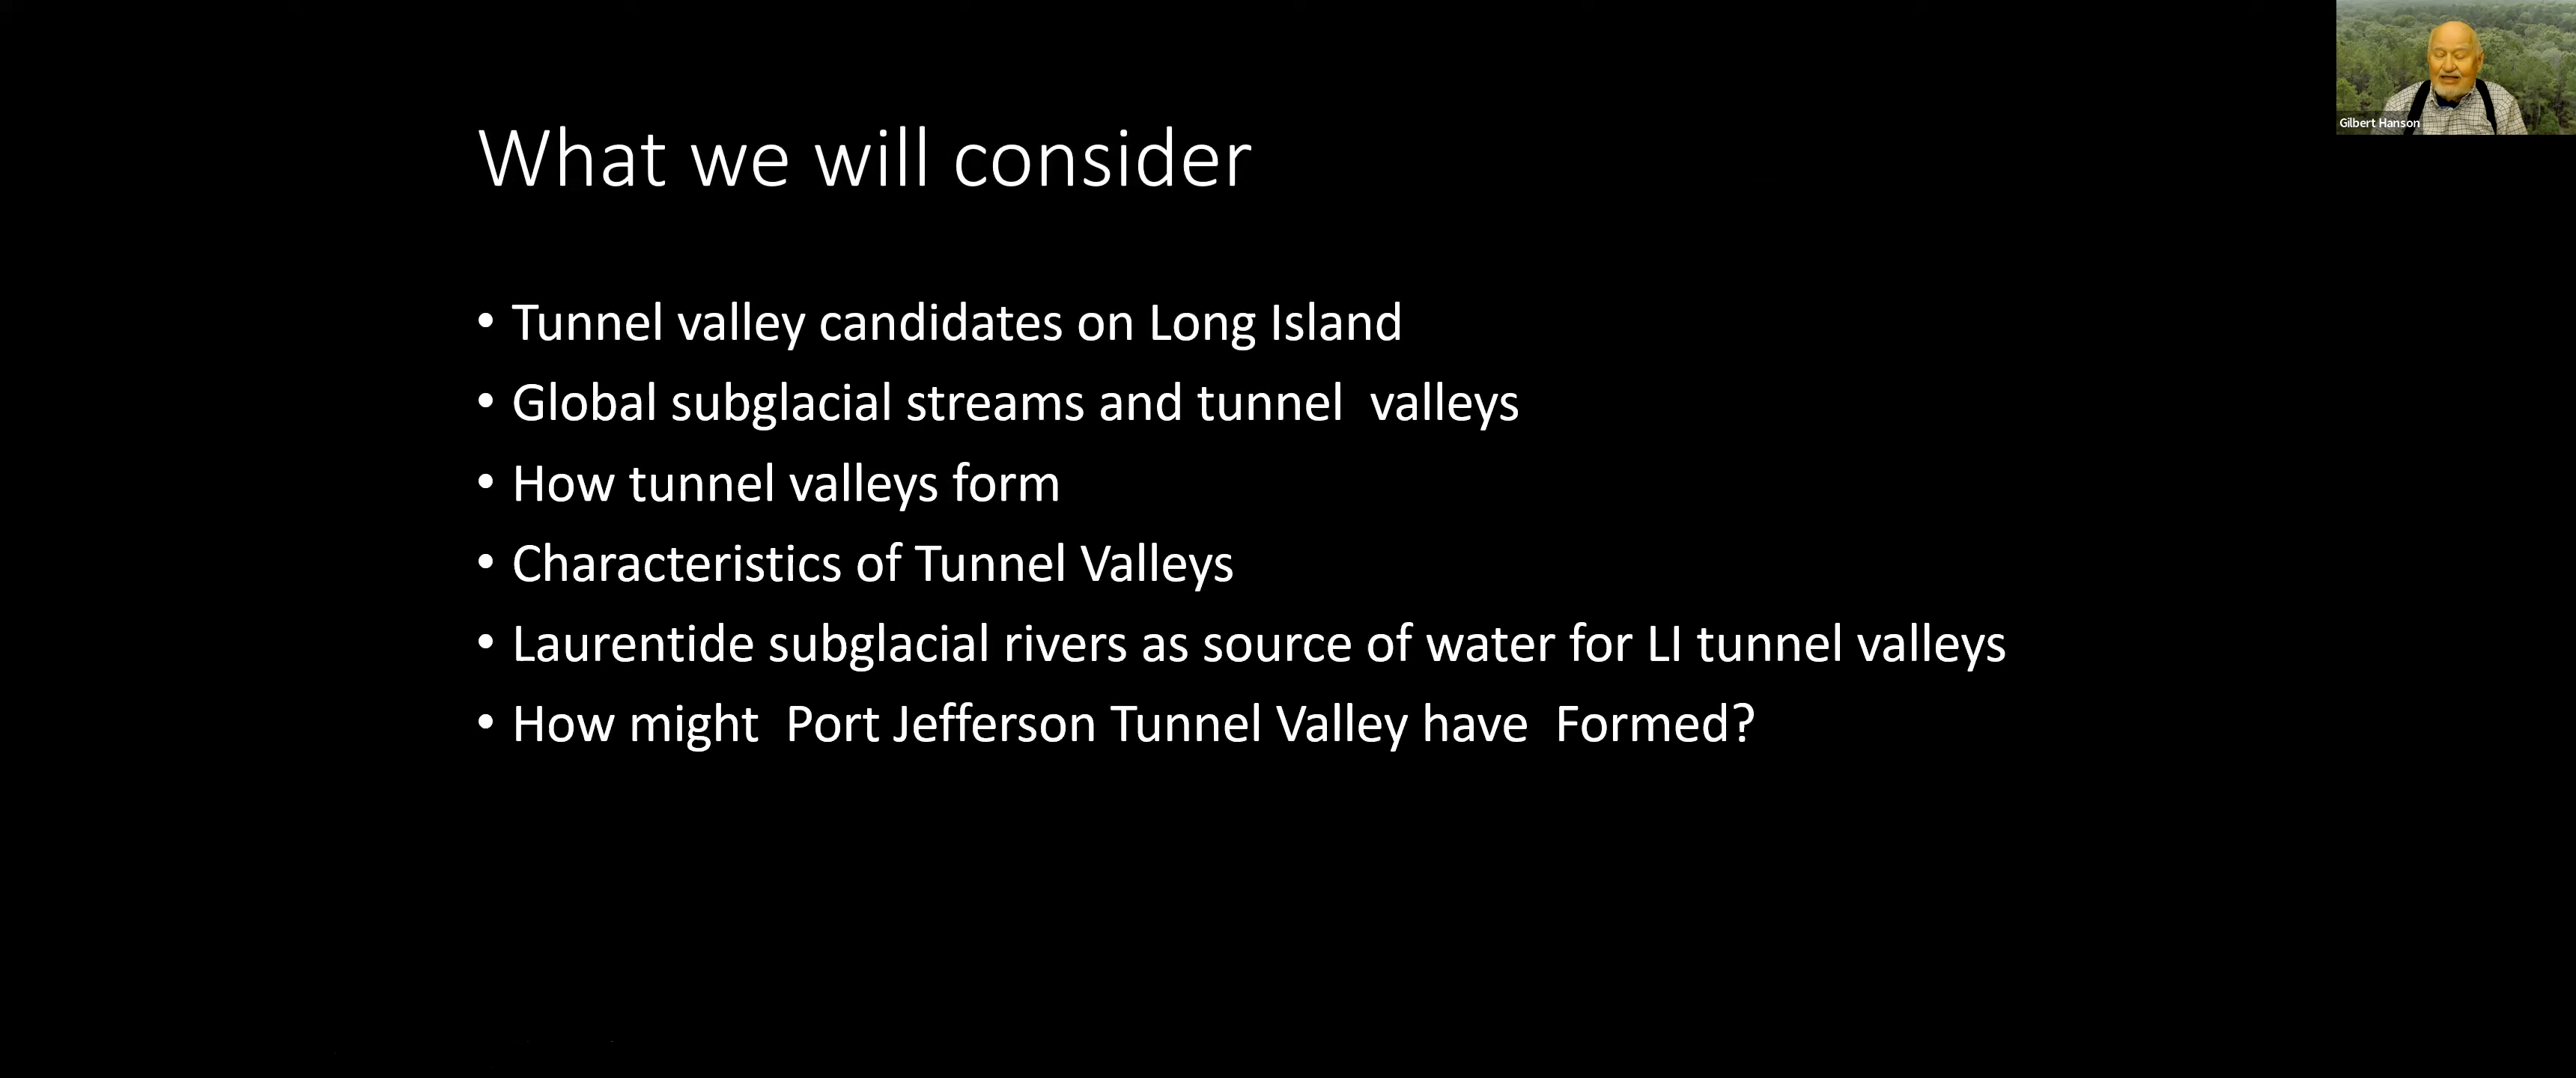 What we will consider
• Tunnel valley candidates on Long Island
• Global subglacial streams and tunnel  valleys
• How tunnel valleys form
• Characteristics of Tunnel Valleys
• Laurentide subglacial rivers as source of water for LI tunnel valleys
• How might  Port Jefferson Tunnel Valley have  Formed?
Gilbert Hanson